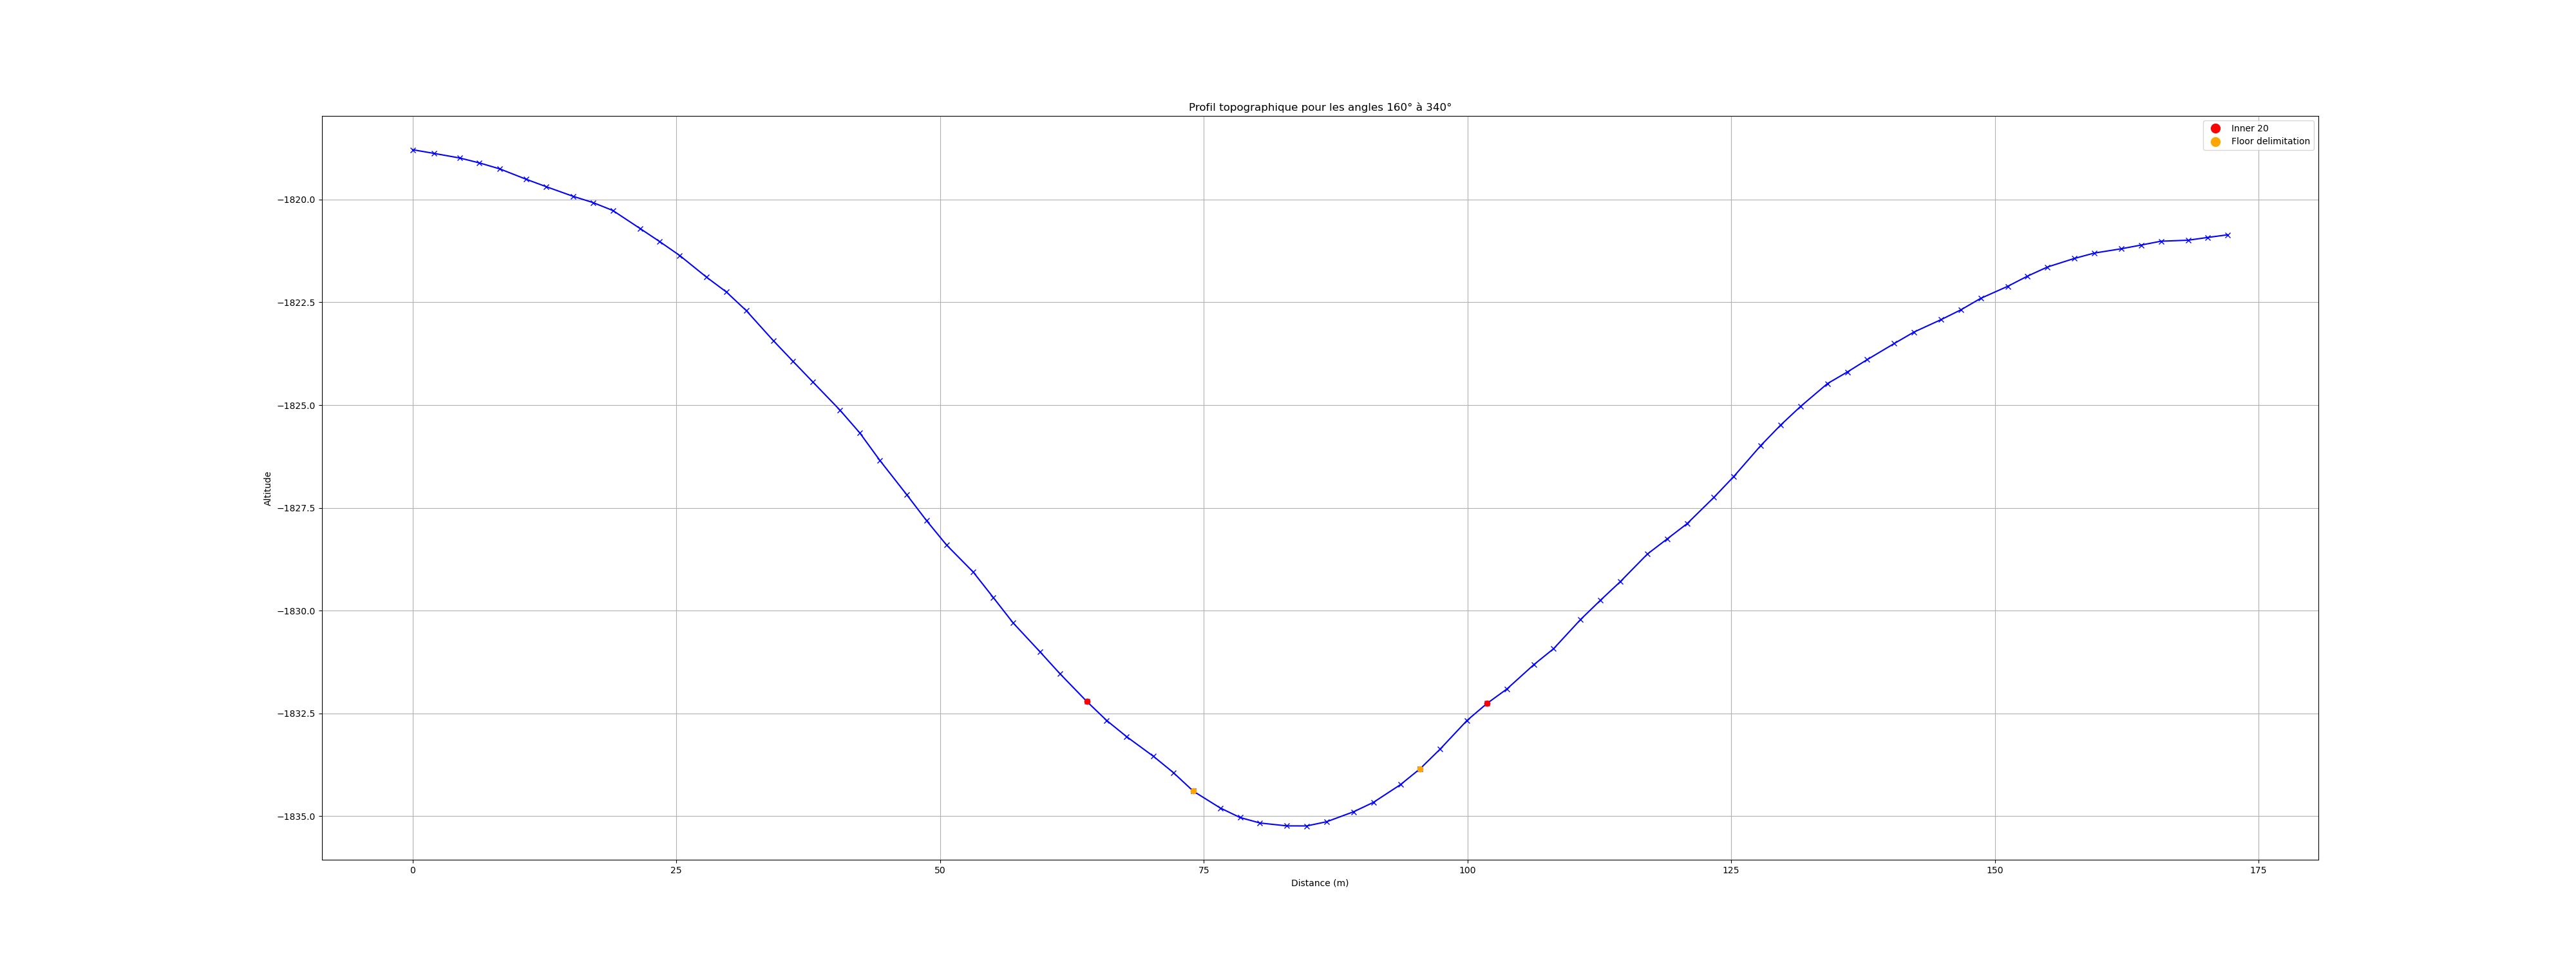 Profil topographique pour les angles 160° à 340°
Inner 20
Floor delimitation
Altitude
−1820.0
−1822.5
−1825.0
−1827.5
−1830.0
−1832.5
−1835.0
0 25 50 75 100 125 150 175
Distance (m)